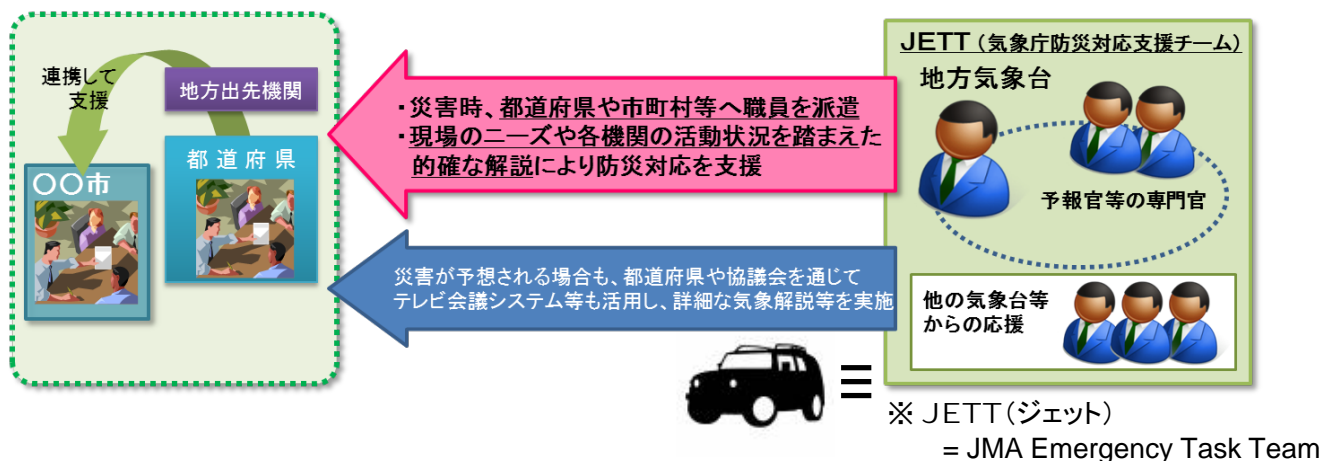 連携して
支援
地方出先機関
都道府県
〇〇市
・災害時、都道府県や市町村等へ職員を派遣
・現場のニーズや各機関の活動状況を踏まえた
的確な解説により防災対応を支援
災害が予想される場合も、都道府県や協議会を通じて
テレビ会議システム等も活用し、詳細な気象解説等を実施
JETT(気象庁防災対応支援チーム)
地方気象台
予報官等の専門官
他の気象台等
からの応援
※ JETT(ジェット)
= JMA Emergency Task Team